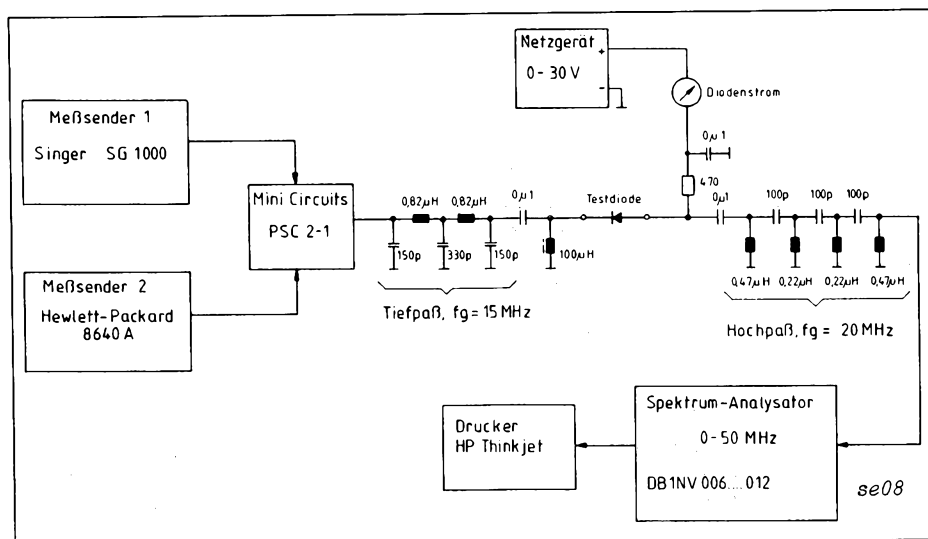 Netzgerät
+
0-30 V
-
Diodenstrom
Meßsender 1
Singer SG 1000
0µ1
470
Mini Circuits
PSC 2-1
0,82µH
0,82µH
0µ1
Testdiode
0µ1
100p
100p
100p
150p
330p
150p
100µH
0,47µH
0,22µH
0,22µH
0,47µH
Tiefpaß, fg = 15 MHz
Hochpaß, fg = 20 MHz
Meßsender 2
Hewlett-Packard
8640 A
Drucker
HP Thinkjet
Spektrum-Analysator
0-50 MHz
DB1NV 006....012
se08